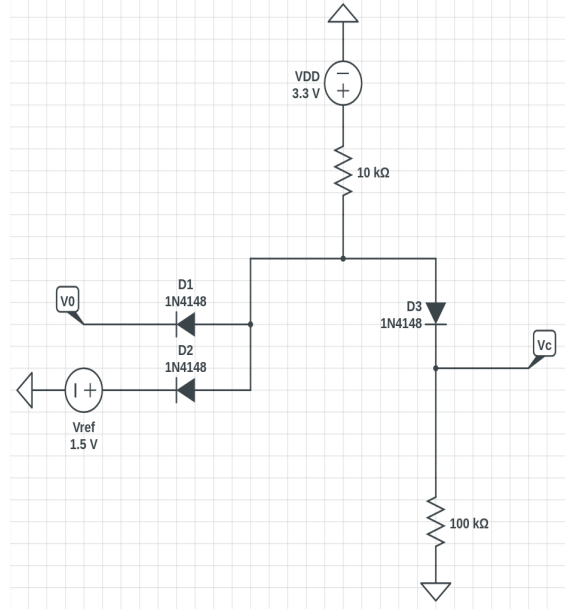 VDD
3.3 V
10 kΩ
D1
1N4148
V0
D3
1N4148
Vc
D2
1N4148
Vref
1.5 V
100 kΩ